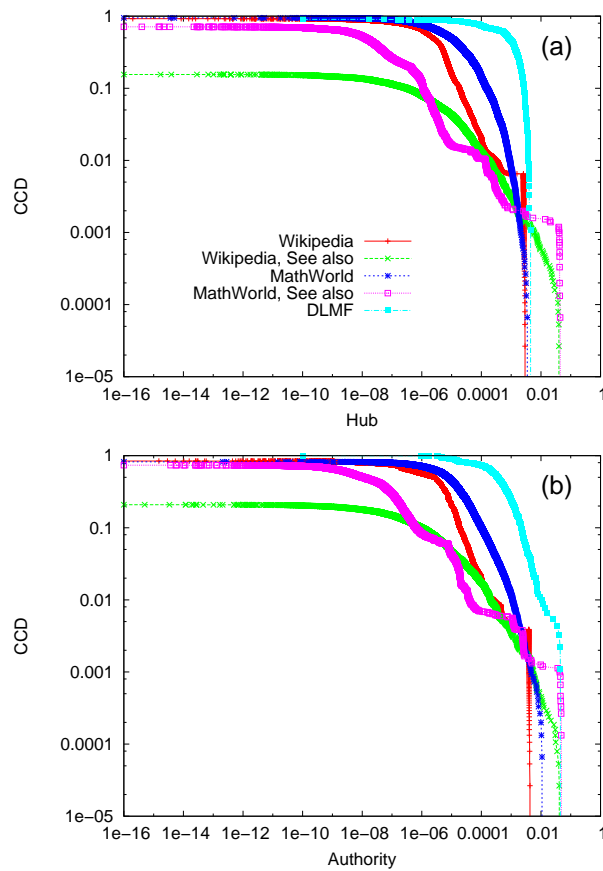 1
0.1
0.01
0.001
0.0001
1e−05
CCD
(a)
Wikipedia
Wikipedia, See also
MathWorld
MathWorld, See also
DLMF
1e−16 1e−14 1e−12 1e−10 1e−08 1e−06 0.0001 0.01 1
Hub
1
0.1
0.01
0.001
0.0001
1e−05
CCD
(b)
1e−16 1e−14 1e−12 1e−10 1e−08 1e−06 0.0001 0.01 1
Authority